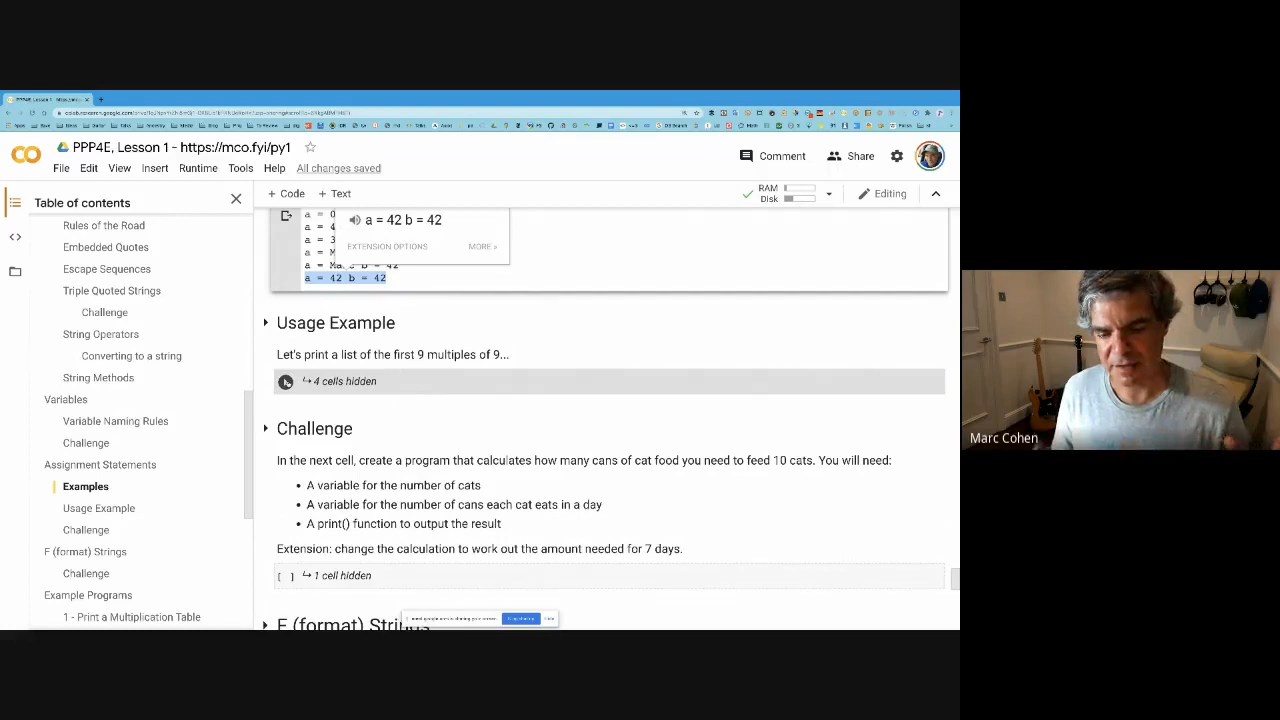 PPP4E, Lesson 1 - https://mco.fyi/py1
File Edit View Insert Runtime Tools Help All changes saved
Comment
Share
+ Code + Text
RAM
Disk
Editing
Table of contents
Rules of the Road
Embedded Quotes
Escape Sequences
Triple Quoted Strings
Challenge
String Operators
Converting to a string
String Methods
Variables
Variable Naming Rules
Challenge
Assignment Statements
Examples
Usage Example
Challenge
F (format) Strings
Challenge
Example Programs
1 - Print a Multiplication Table
a = 0
a = 4
a = 3
a = M
b = 42
a = 42 b = 42
a = 42 b = 42
EXTENSION OPTIONS
MORE »
Usage Example
Let's print a list of the first 9 multiples of 9...
4 cells hidden
Challenge
In the next cell, create a program that calculates how many cans of cat food you need to feed 10 cats. You will need:
• A variable for the number of cats
• A variable for the number of cans each cat eats in a day
• A print() function to output the result
Extension: change the calculation to work out the amount needed for 7 days.
[ ] 1 cell hidden
F (format) Strings
Marc Cohen